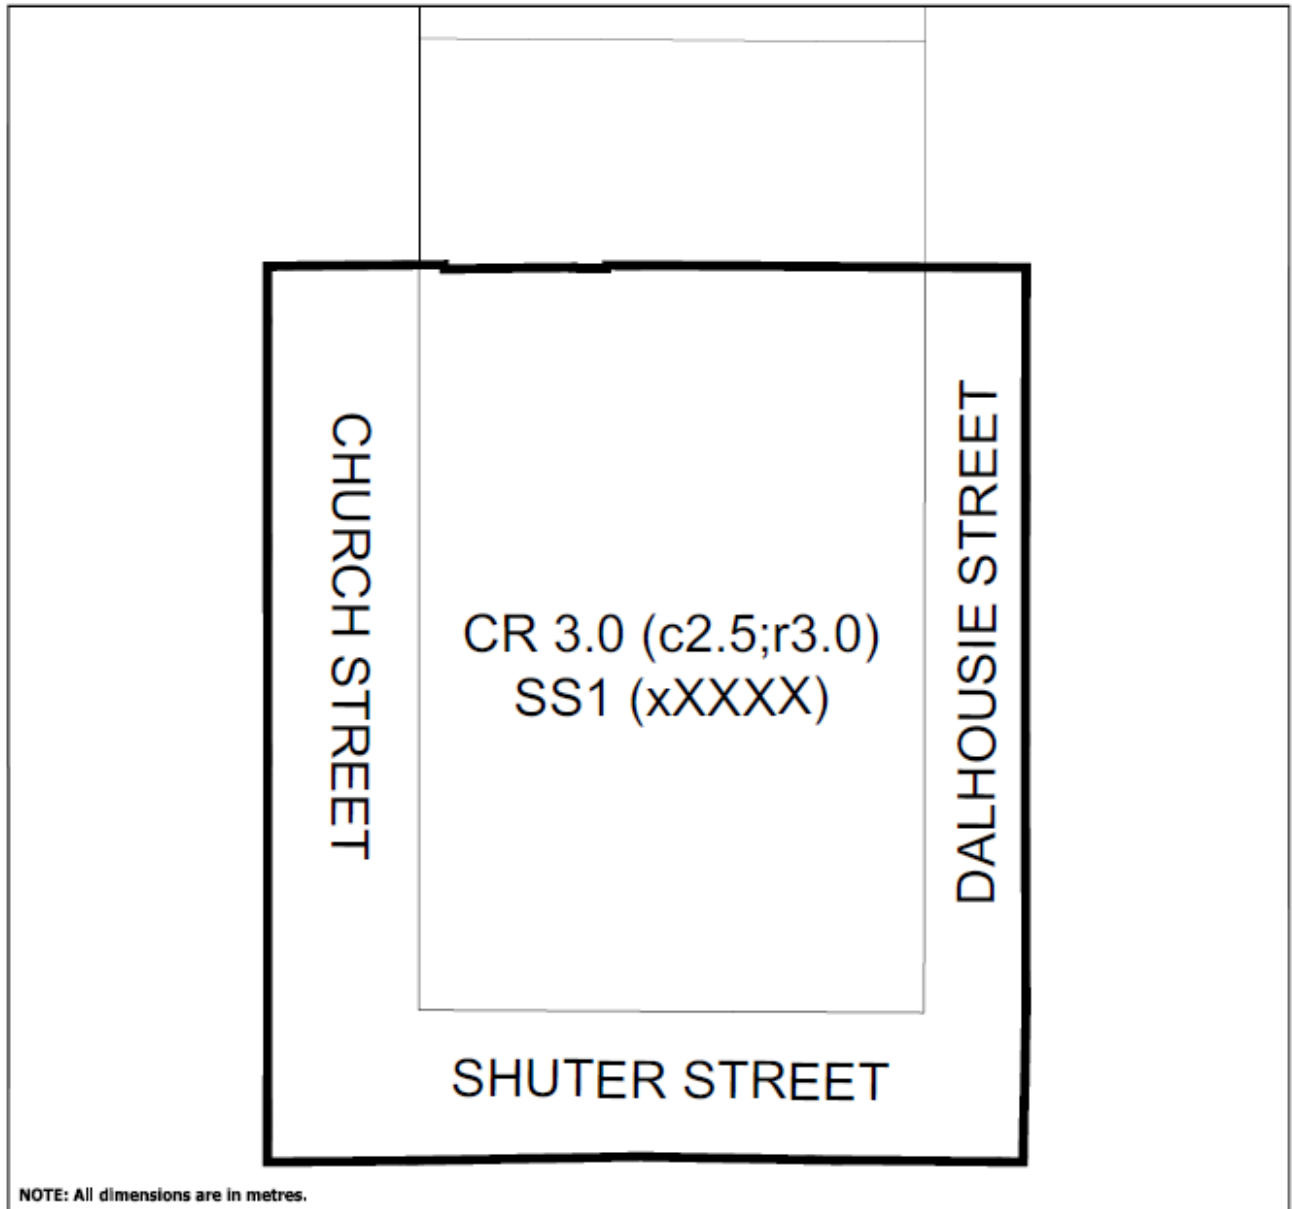 CHURCH STREET
CR 3.0 (c2.5;r3.0)
SS1 (xXXXX)
DALHOUSIE STREET
SHUTER STREET
NOTE: All dimensions are in metres.